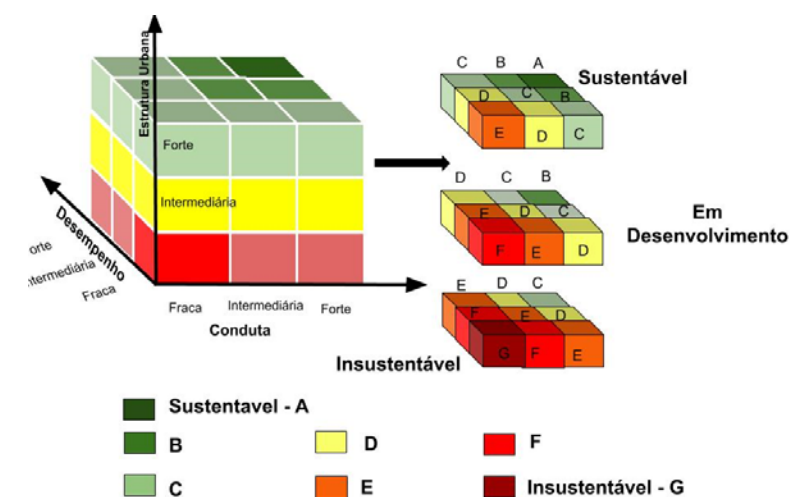 Estrutura Urbana
Forte
Intermediária
Desempenho
orte
ntermediária
Fraca
Fraca Intermediária Forte
Conduta
C B A
D C B
E D C
Sustentável
D C B
E D C
F E D
Em
Desenvolvimento
E D C
F E D
G F E
Insustentável
Sustentavel - A
B D F
C E Insustentável - G